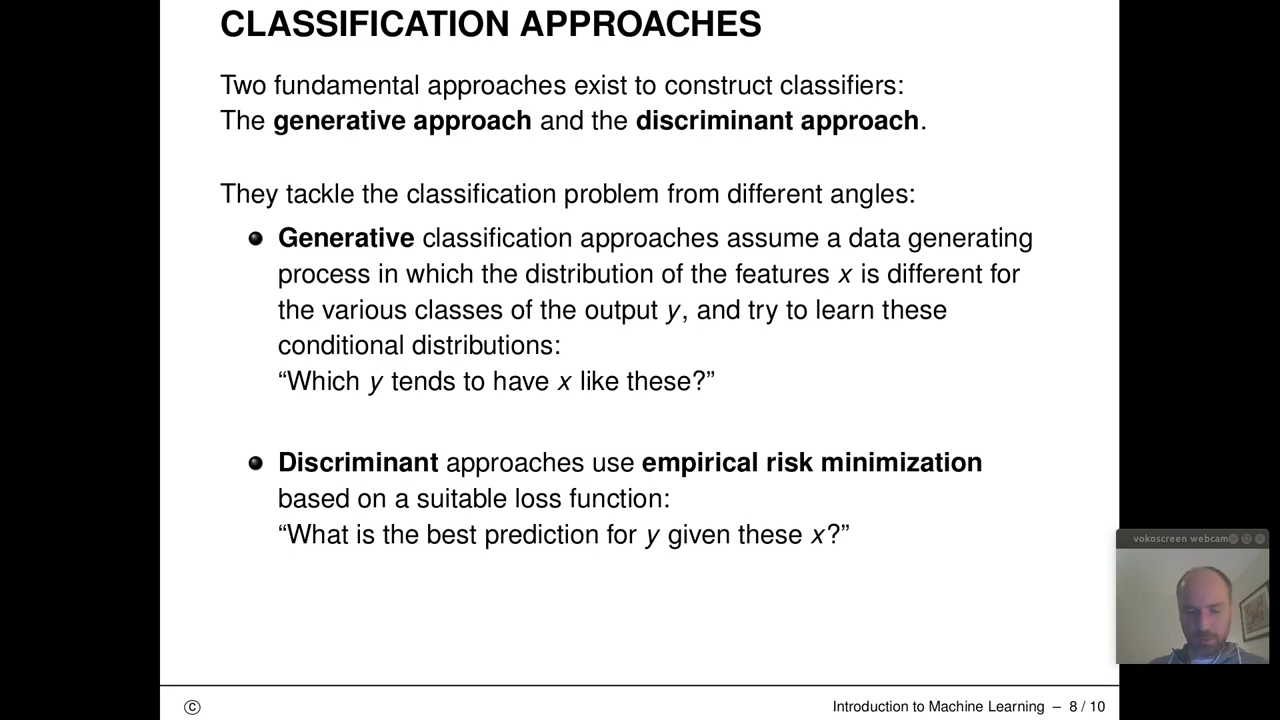 CLASSIFICATION APPROACHES
Two fundamental approaches exist to construct classifiers:
The generative approach and the discriminant approach.
They tackle the classification problem from different angles:
Generative classification approaches assume a data generating
process in which the distribution of the features x is different for
the various classes of the output y, and try to learn these
conditional distributions:
“Which y tends to have x like these?”
Discriminant approaches use empirical risk minimization
based on a suitable loss function:
“What is the best prediction for y given these x?”
vokoscreen webcam
© Introduction to Machine Learning – 8 / 10